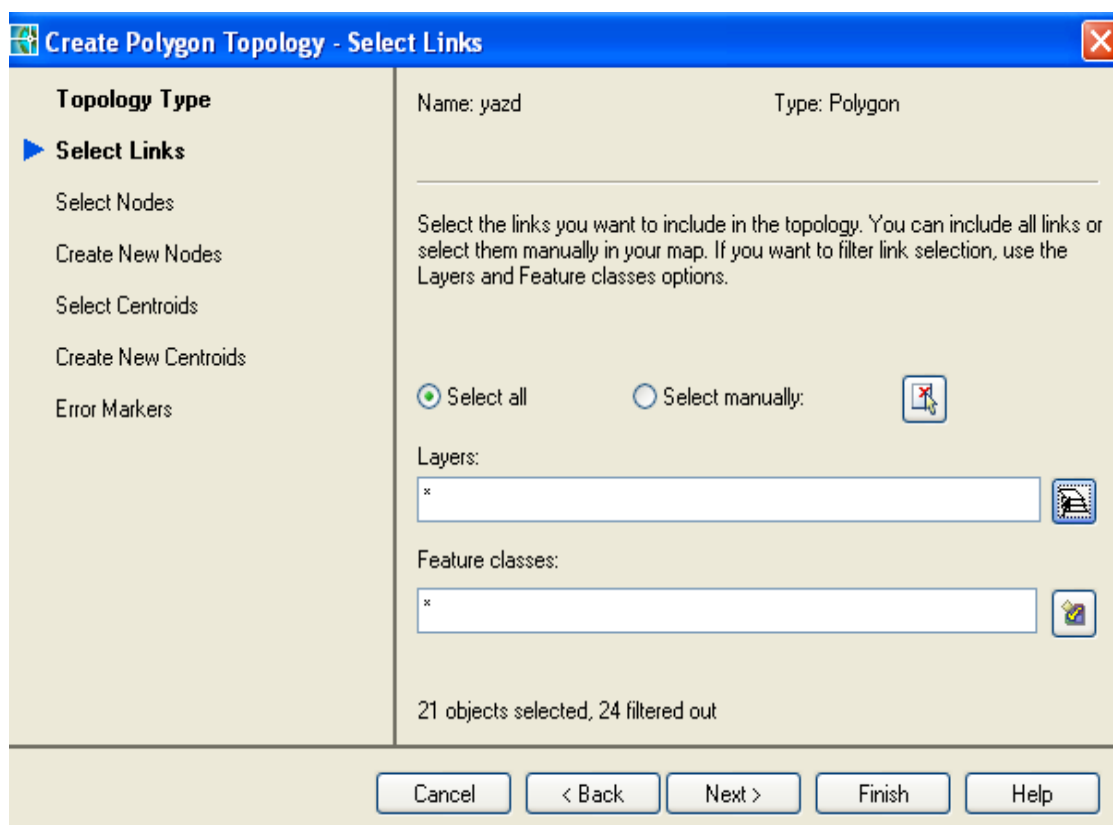 Create Polygon Topology - Select Links
Topology Type
Select Links
Select Nodes
Create New Nodes
Select Centroids
Create New Centroids
Error Markers
Name: yazd Type: Polygon
Select the links you want to include in the topology. You can include all links or
select them manually in your map. If you want to filter link selection, use the
Layers and Feature classes options.
Select all Select manually:
Layers:
*
Feature classes:
*
21 objects selected, 24 filtered out
Cancel < Back Next > Finish Help